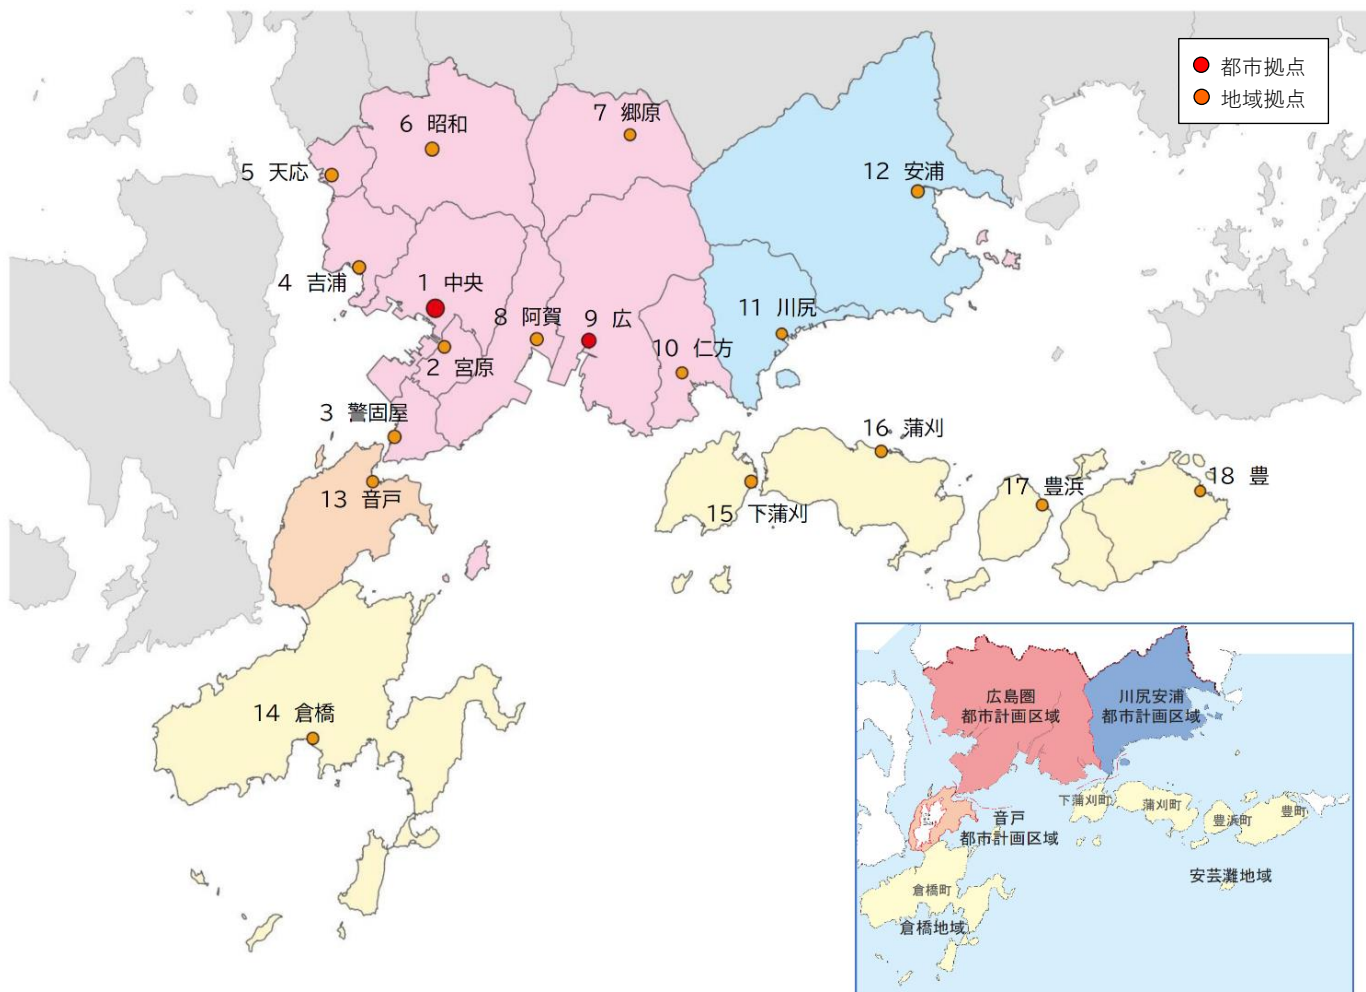 都市拠点
地域拠点
7 郷原
6 昭和
5 天応
12 安浦
4 吉浦
1 中央
11 川尻
8 阿賀
9 広
10 仁方
2 宮原
3 警固屋
16 蒲刈
18 豊
17 豊浜
13 音戸
15 下蒲刈
14 倉橋
広島圏
都市計画区域
川尻安浦
都市計画区域
下蒲刈町
蒲刈町
豊浜町
豊町
音戸
都市計画区域
安芸灘地域
倉橋町
倉橋地域